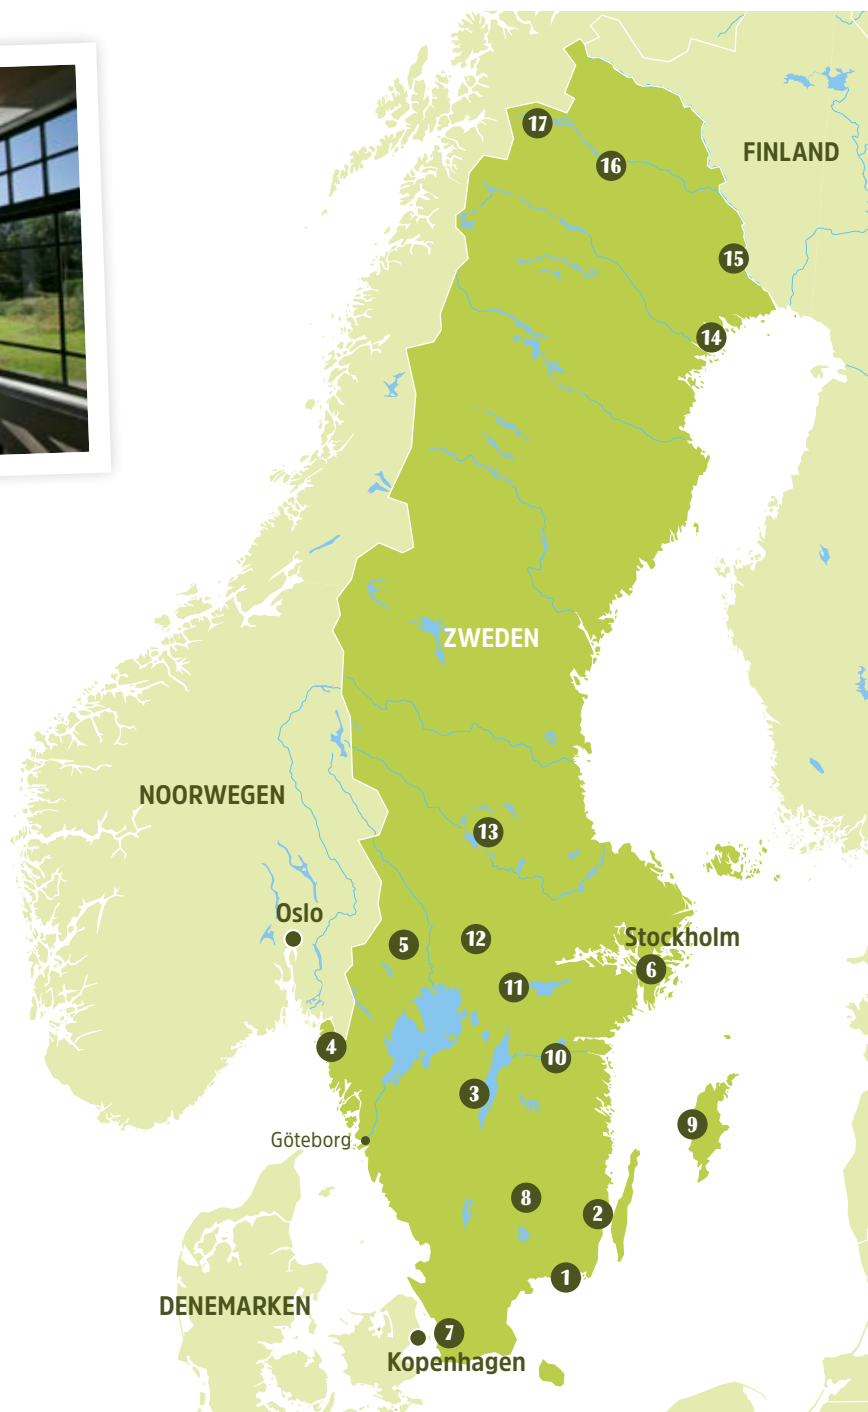 17
16
FINLAND
15
14
ZWEDEN
NOORWEGEN
13
Oslo
5
12
Stockholm
6
11
4
10
3
9
Göteborg
8
2
1
DENEMARKEN
7
Kopenhagen